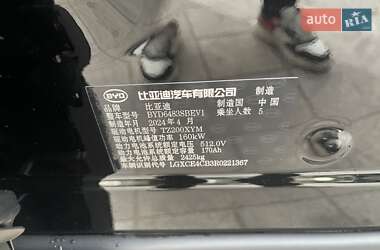 auto RIA
BYD 比亚迪汽车有限公司 制造
品牌 比亚迪 制造国 中国
整车型号 BYD6483SBEV1 乘坐人数 5
制造年月 2024年4月
驱动电机型号 TZ200XYM
驱动电机峰值功率 160kW
动力电池系统额定电压 512.0V
动力电池系统额定容量 170Ah
最大允许总质量 2425kg
车辆识别代号 LGXCE4CB3R0221367